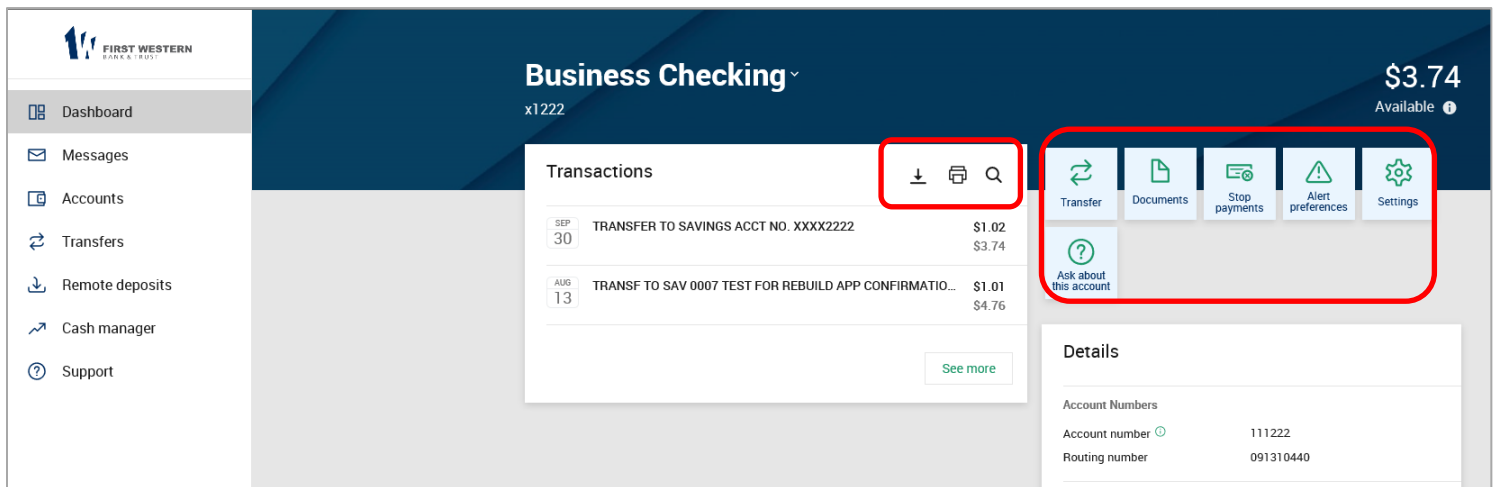 FIRST WESTERN
BANK & TRUST
Dashboard
Messages
Accounts
Transfers
Remote deposits
Cash manager
Support
Business Checking
x1222
$3.74
Available
Transactions
SEP
30
TRANSFER TO SAVINGS ACCT NO. XXXX2222
$1.02
$3.74
AUG
13
TRANSF TO SAV 0007 TEST FOR REBUILD APP CONFIRMATIO...
$1.01
$4.76
See more
Transfer
Documents
Stop
payments
Alert
preferences
Settings
Ask about
this account
Details
Account Numbers
Account number
111222
Routing number
091310440